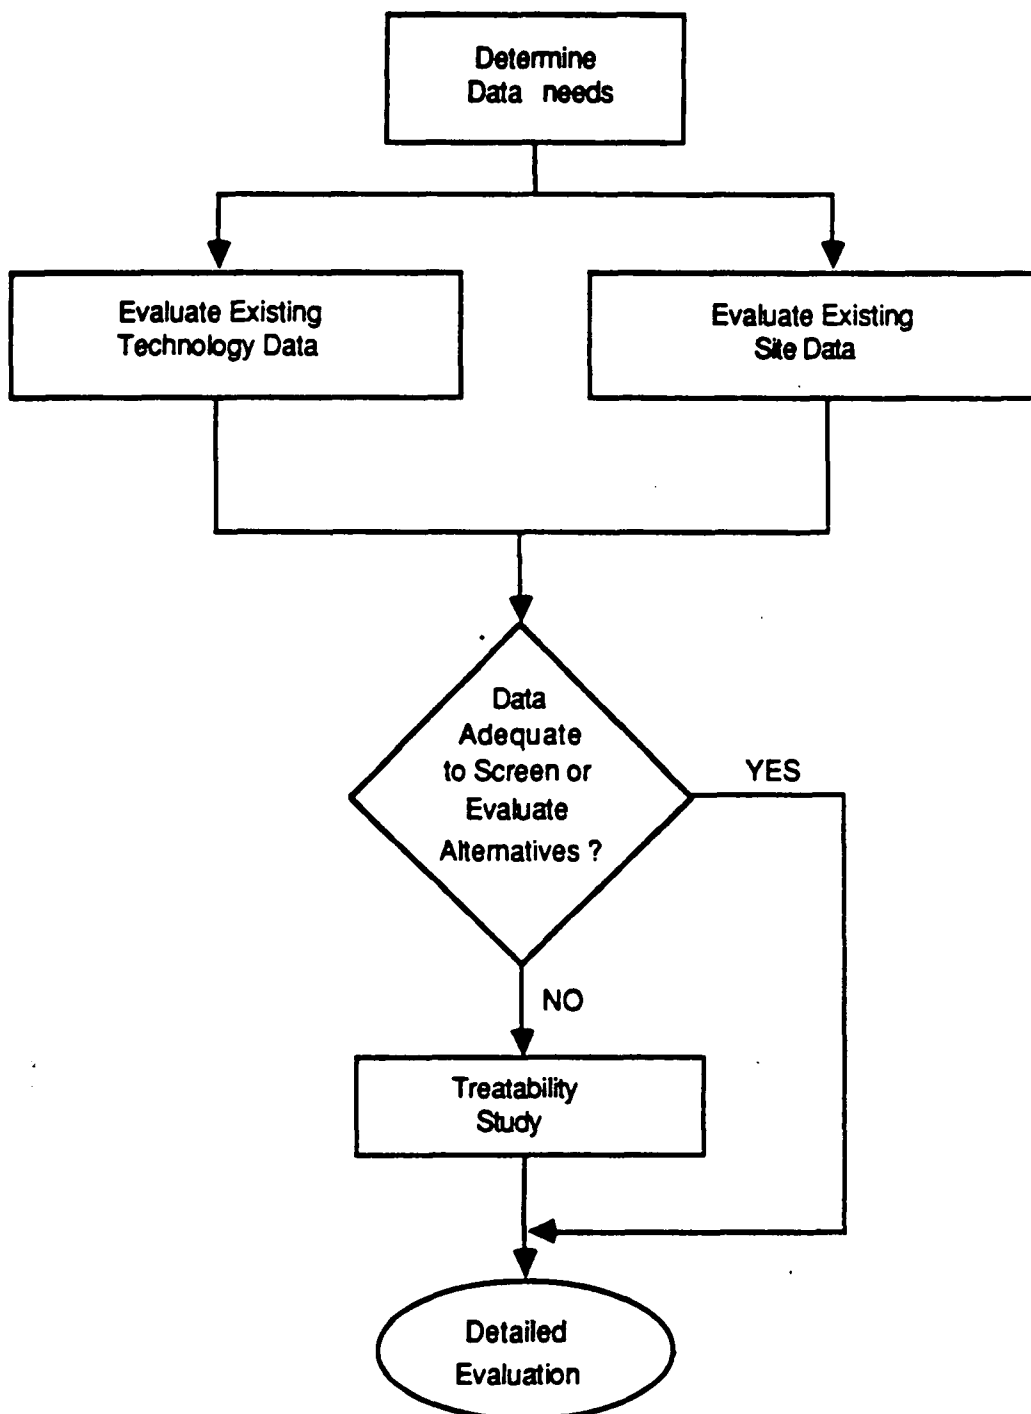 Determine
Data needs
Evaluate Existing
Technology Data
Evaluate Existing
Site Data
Data
Adequate
to Screen or
Evaluate
Alternatives ?
YES
NO
Treatability
Study
Detailed
Evaluation